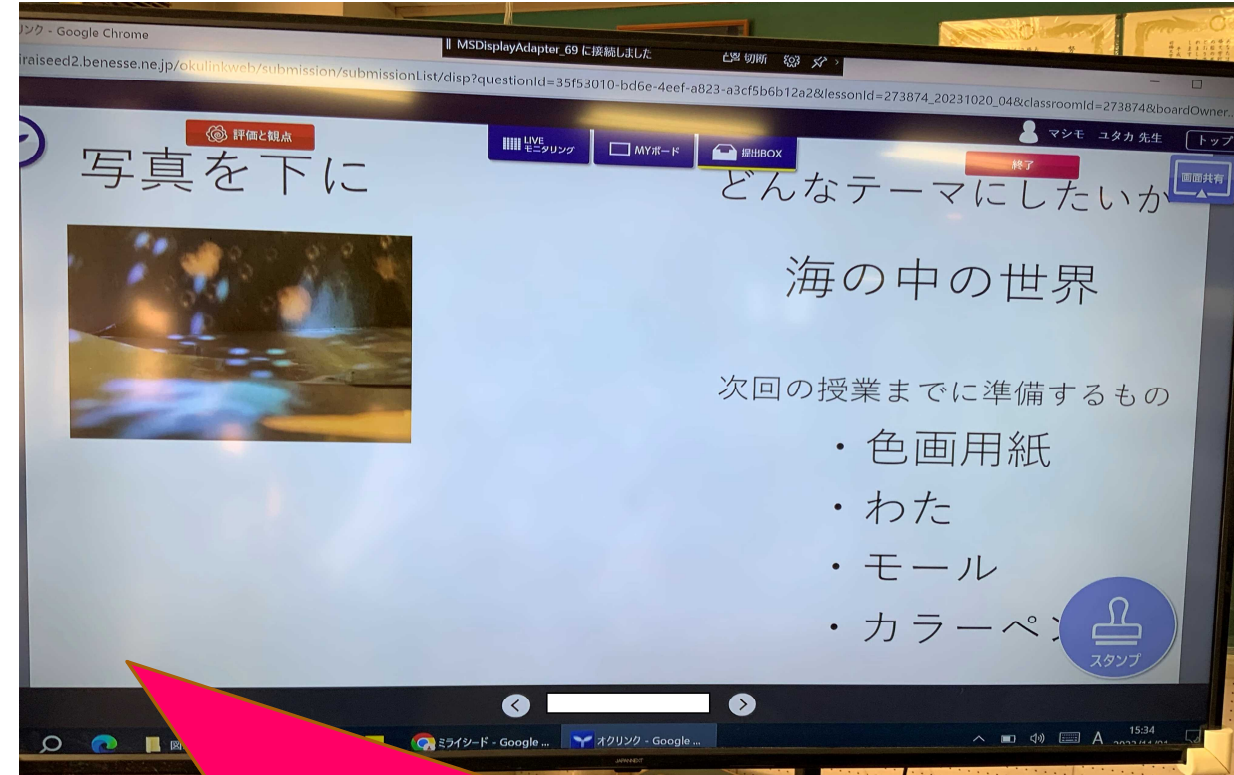 ンク - Google Chrome
MSDisplayAdapter_69 に接続しました
切断
iraiseed2.benesse.ne.jp/okulinkweb/submission/submissionList/disp?questionId=35f53010-bd6e-4eef-a823-a3cf5b6b12a2&lessonId=273874_20231020_04&classroomId=273874&boardOwner...
マシモ ユタカ 先生
トップ
評価と観点
LIVE
モニタリング
MYボード
提出BOX
終了
画面共有
写真を下に
どんなテーマにしたいか
海の中の世界
次回の授業までに準備するもの
・色画用紙
・わた
・モール
・カラーペ
スタンプ
ミライシード - Google ...
オクリンク - Google ...
A
15:34
JAPANNEXT